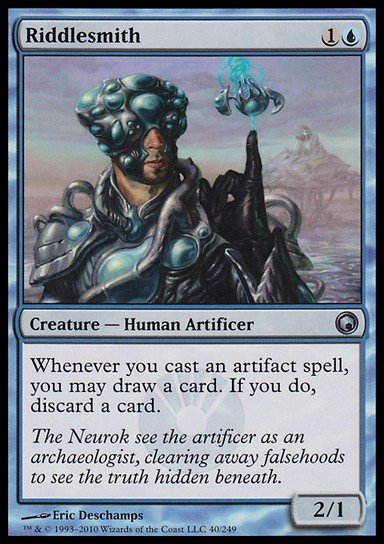 Riddlesmith 1
Creature — Human Artificer
Whenever you cast an artifact spell,
you may draw a card. If you do,
discard a card.
The Neurok see the artificer as an
archaeologist, clearing away falsehoods
to see the truth hidden beneath.
Eric Deschamps
2/1
™ & © 1993–2010 Wizards of the Coast LLC 40/249